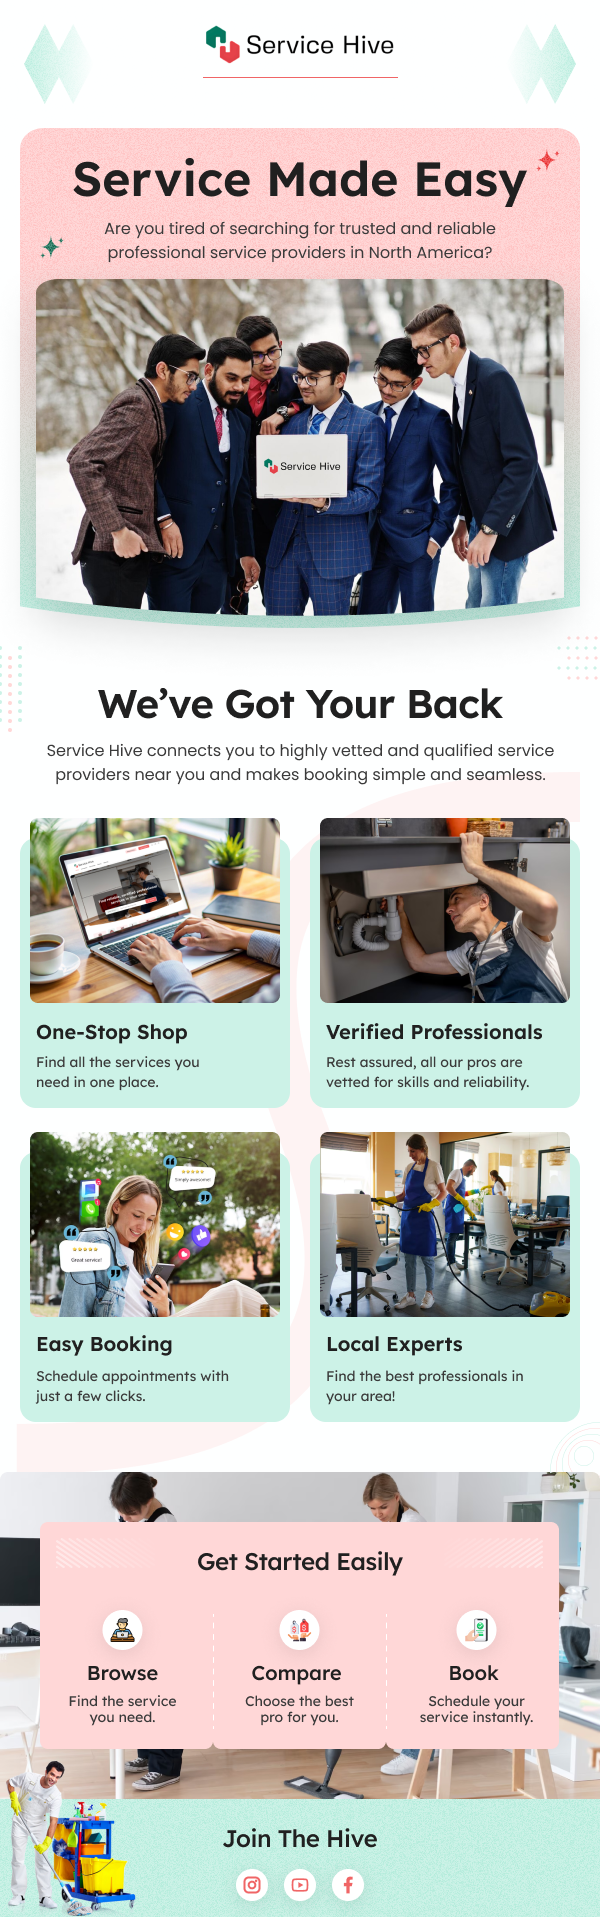 Service Hive
Service Made Easy
Are you tired of searching for trusted and reliable
professional service providers in North America?
Service Hive
We've Got Your Back
Service Hive connects you to highly vetted and qualified service
providers near you and makes booking simple and seamless.
One-Stop Shop
Find all the services you
need in one place.
Verified Professionals
Rest assured, all our pros are
vetted for skills and reliability.
Simply awesome!
Great service!
Easy Booking
Schedule appointments with
just a few clicks.
Local Experts
Find the best professionals in
your area!
Get Started Easily
Browse
Find the service
you need.
Compare
Choose the best
pro for you.
Book
Schedule your
service instantly.
Join The Hive